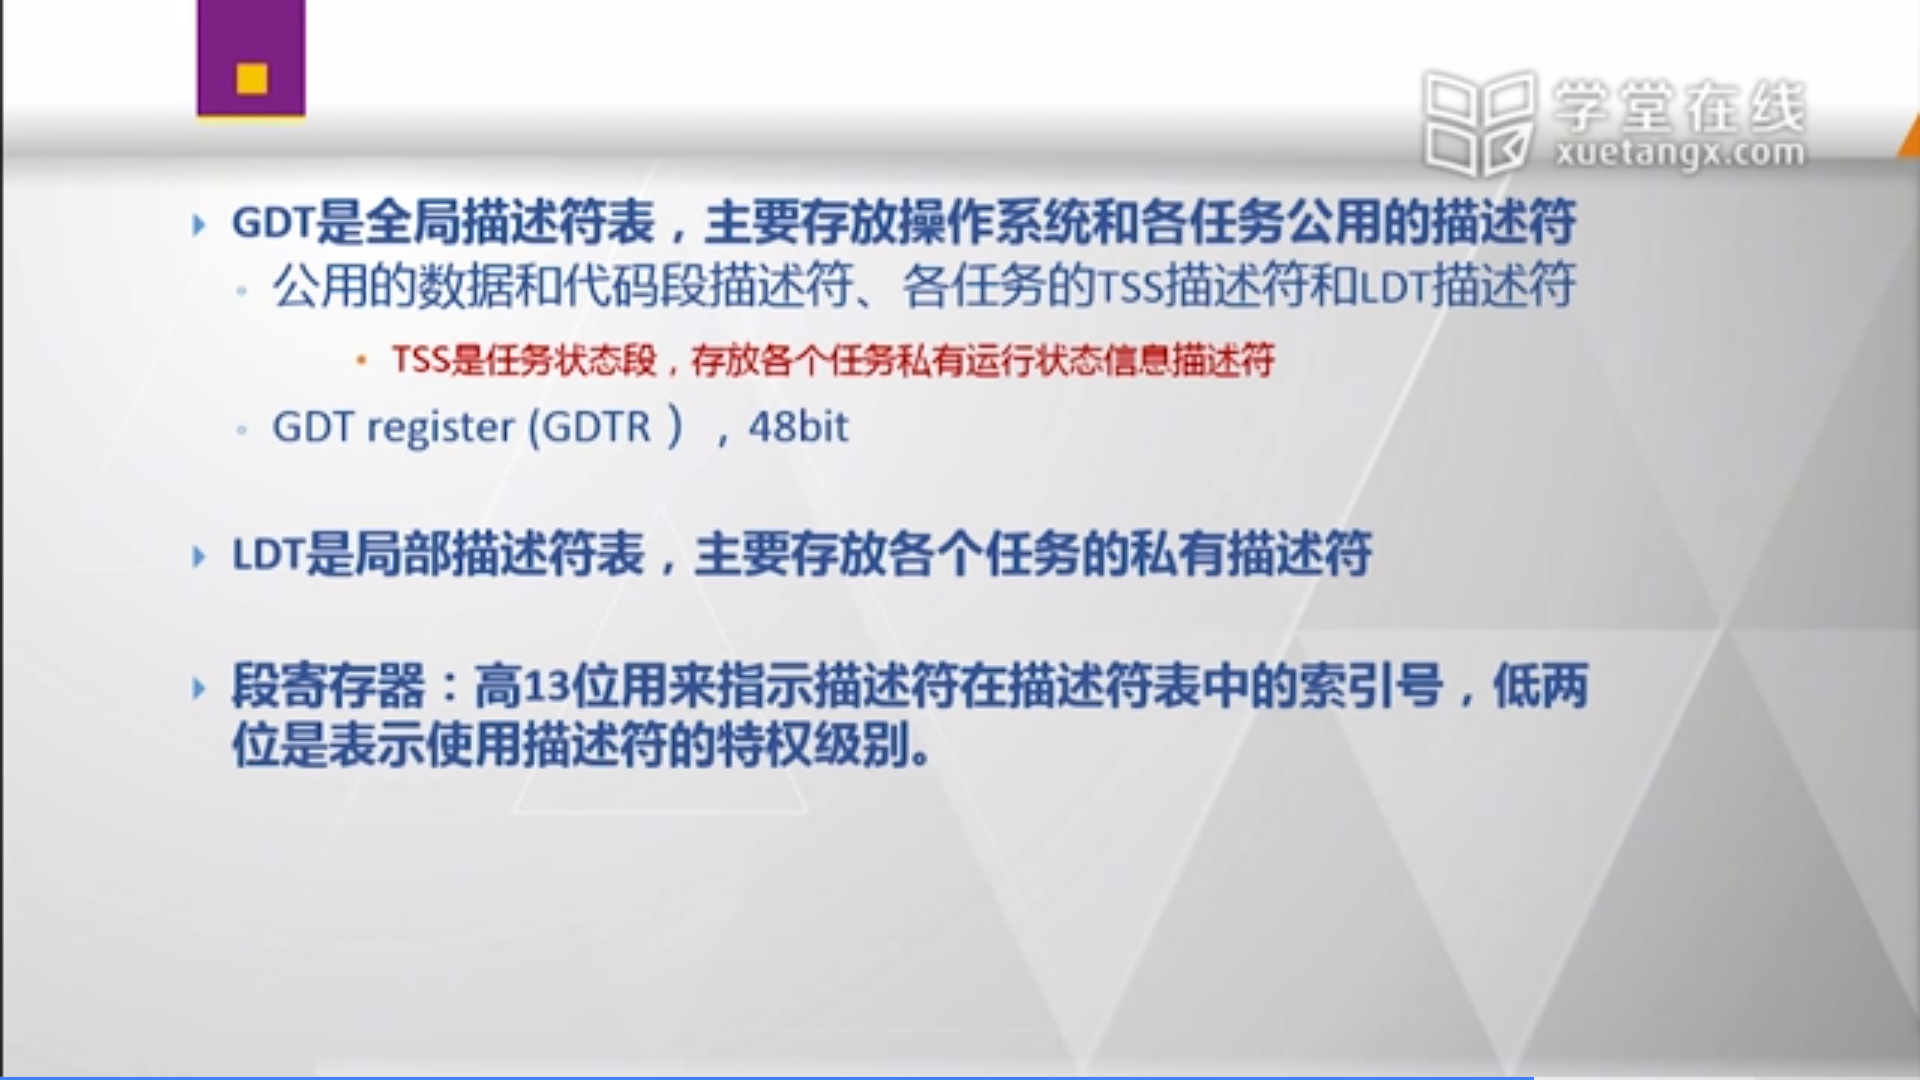 学堂在线
xuetangx.com
GDT是全局描述符表，主要存放操作系统和各任务公用的描述符
公用的数据和代码段描述符、各任务的TSS描述符和LDT描述符
TSS是任务状态段，存放各个任务私有运行状态信息描述符
GDT register (GDTR ），48bit
LDT是局部描述符表，主要存放各个任务的私有描述符
段寄存器：高13位用来指示描述符在描述符表中的索引号，低两
位是表示使用描述符的特权级别。